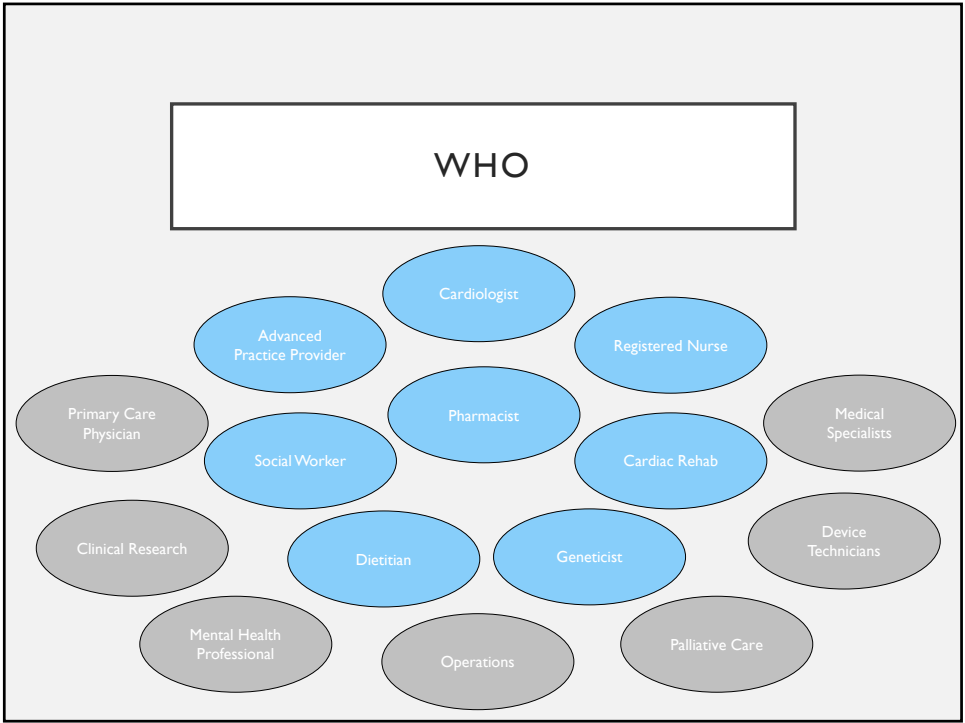 WHO
Cardiologist
Advanced
Practice Provider
Registered Nurse
Primary Care
Physician
Pharmacist
Medical
Specialists
Social Worker
Cardiac Rehab
Clinical Research
Dietitian
Geneticist
Device
Technicians
Mental Health
Professional
Operations
Palliative Care